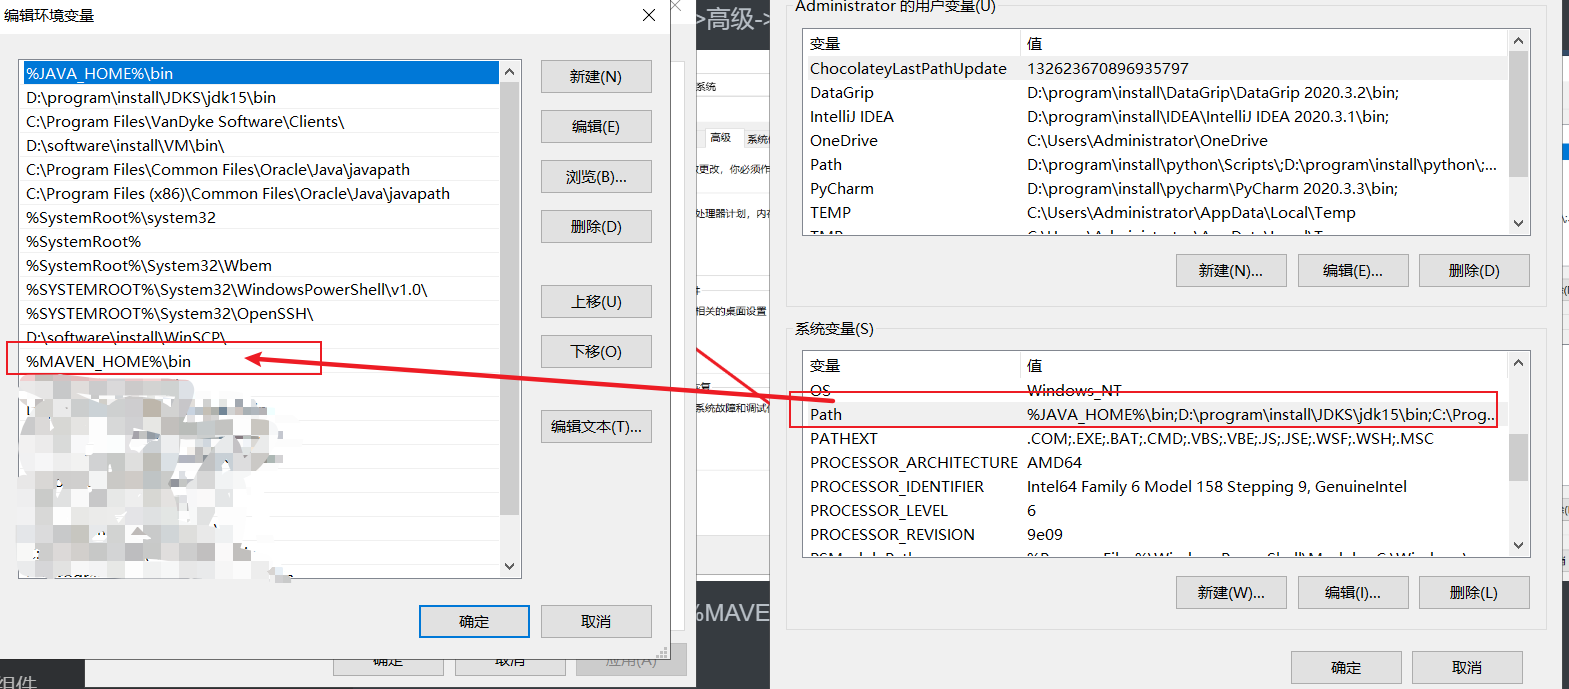 编辑环境变量
%JAVA_HOME%\bin
D:\program\install\JDKS\jdk15\bin
C:\Program Files\VanDyke Software\Clients\
D:\software\install\VM\bin\
C:\Program Files\Common Files\Oracle\Java\javapath
C:\Program Files (x86)\Common Files\Oracle\Java\javapath
%SystemRoot%\system32
%SystemRoot%
%SystemRoot%\System32\Wbem
%SYSTEMROOT%\System32\WindowsPowerShell\v1.0\
%SYSTEMROOT%\System32\OpenSSH\
D:\software\install\WinSCP\
%MAVEN_HOME%\bin
新建(N)
编辑(E)
浏览(B)...
删除(D)
上移(U)
下移(O)
编辑文本(T)...
确定
取消
确定
取消
应用(A)
组件
>高级->
系统
高级
系统
更改，你必须作
处理器计划，内存
相关的桌面设置
系统故障和调试
%MAVE
Administrator 的用户变量(U)
变量 值
ChocolateyLastPathUpdate 132623670896935797
DataGrip D:\program\install\DataGrip\DataGrip 2020.3.2\bin;
IntelliJ IDEA D:\program\install\IDEA\IntelliJ IDEA 2020.3.1\bin;
OneDrive C:\Users\Administrator\OneDrive
Path D:\program\install\python\Scripts\;D:\program\install\python\;...
PyCharm D:\program\install\pycharm\PyCharm 2020.3.3\bin;
TEMP C:\Users\Administrator\AppData\Local\Temp
新建(N)...
编辑(E)...
删除(D)
系统变量(S)
变量 值
OS Windows_NT
Path %JAVA_HOME%\bin;D:\program\install\JDKS\jdk15\bin;C:\Prog...
PATHEXT .COM;.EXE;.BAT;.CMD;.VBS;.VBE;.JS;.JSE;.WSF;.WSH;.MSC
PROCESSOR_ARCHITECTURE AMD64
PROCESSOR_IDENTIFIER Intel64 Family 6 Model 158 Stepping 9, GenuineIntel
PROCESSOR_LEVEL 6
PROCESSOR_REVISION 9e09
新建(W)...
编辑(I)...
删除(L)
确定
取消